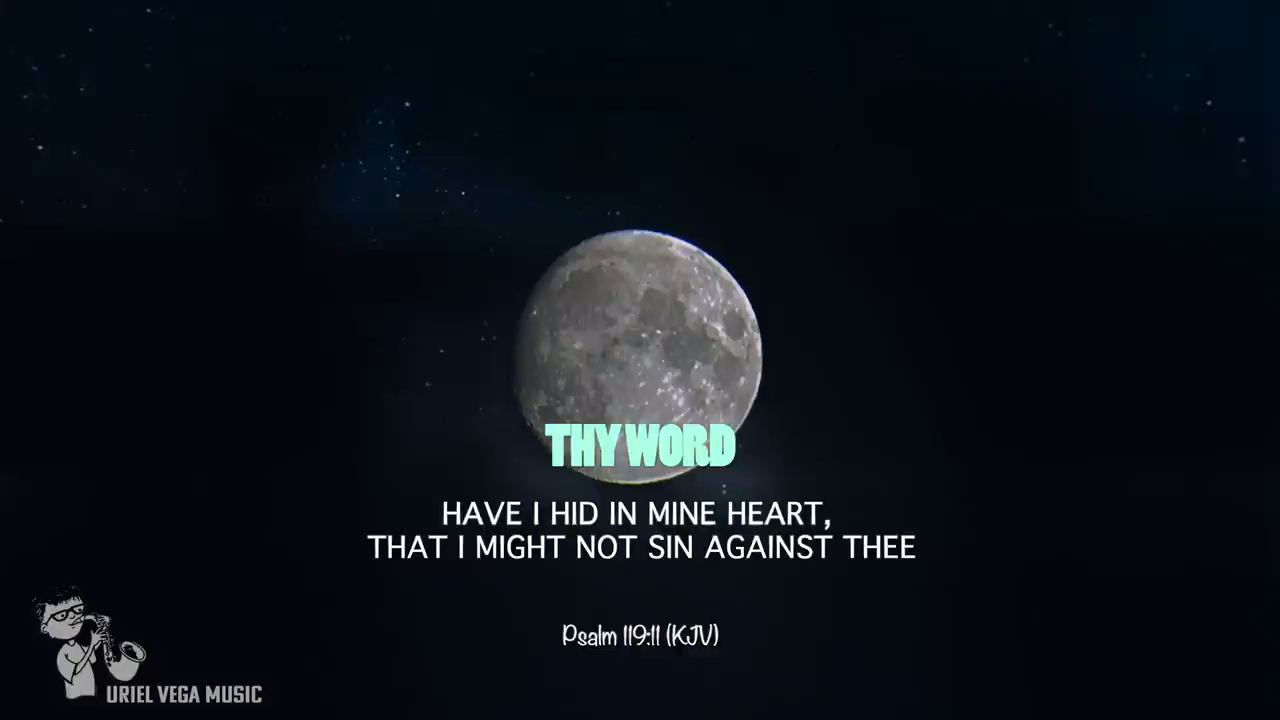 THY WORD
HAVE I HID IN MINE HEART,
THAT I MIGHT NOT SIN AGAINST THEE
Psalm 119:11 (KJV)
URIEL VEGA MUSIC